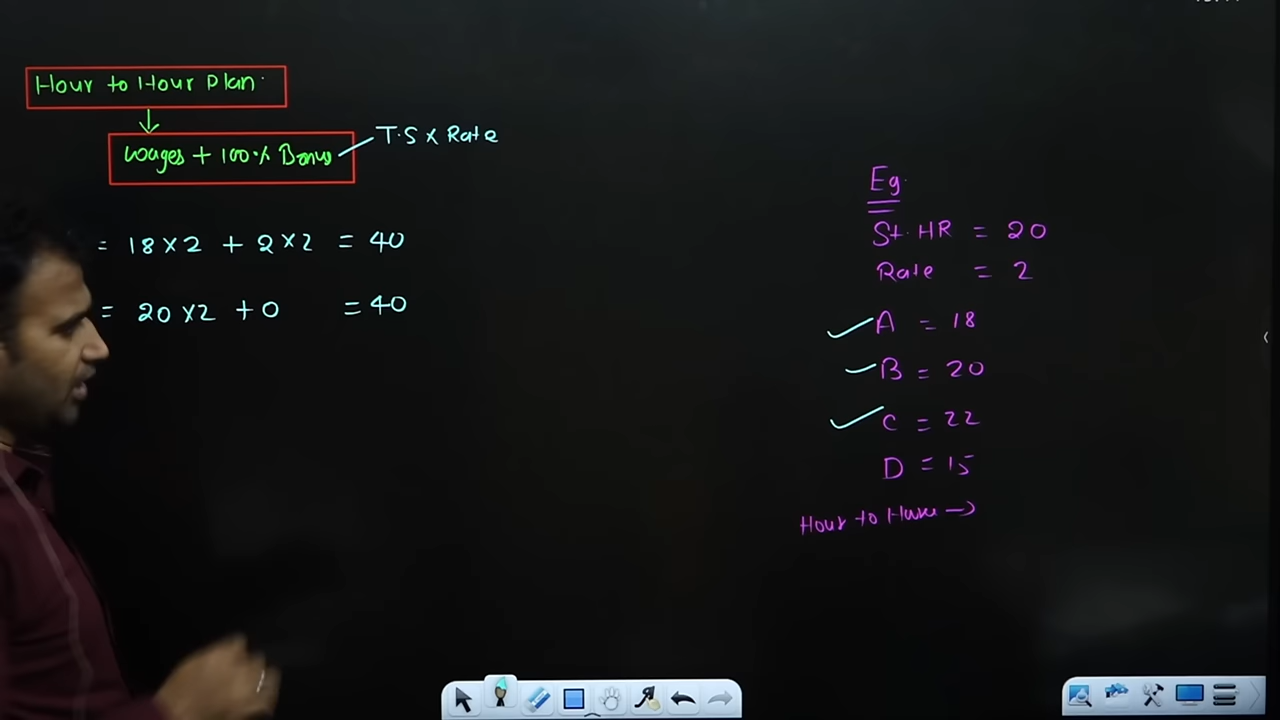 Hour to Hour Plan
↓
Wages + 100% Bonus
T.S x Rate
= 18 x 2 + 2 x 2 = 40
= 20 x 2 + 0 = 40
Eg.
St. HR = 20
Rate = 2
A = 18
B = 20
C = 22
D = 15
Hour to Hour →